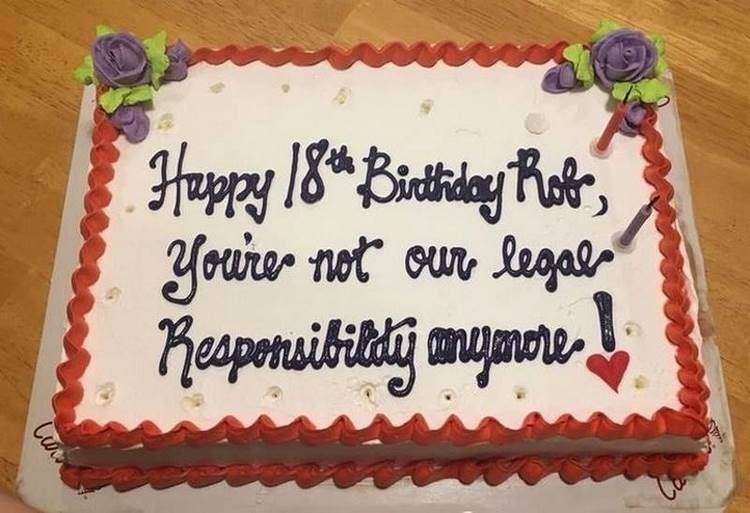 Happy 18th Birthday Rob,
You're not our legal
Responsibility anymore!